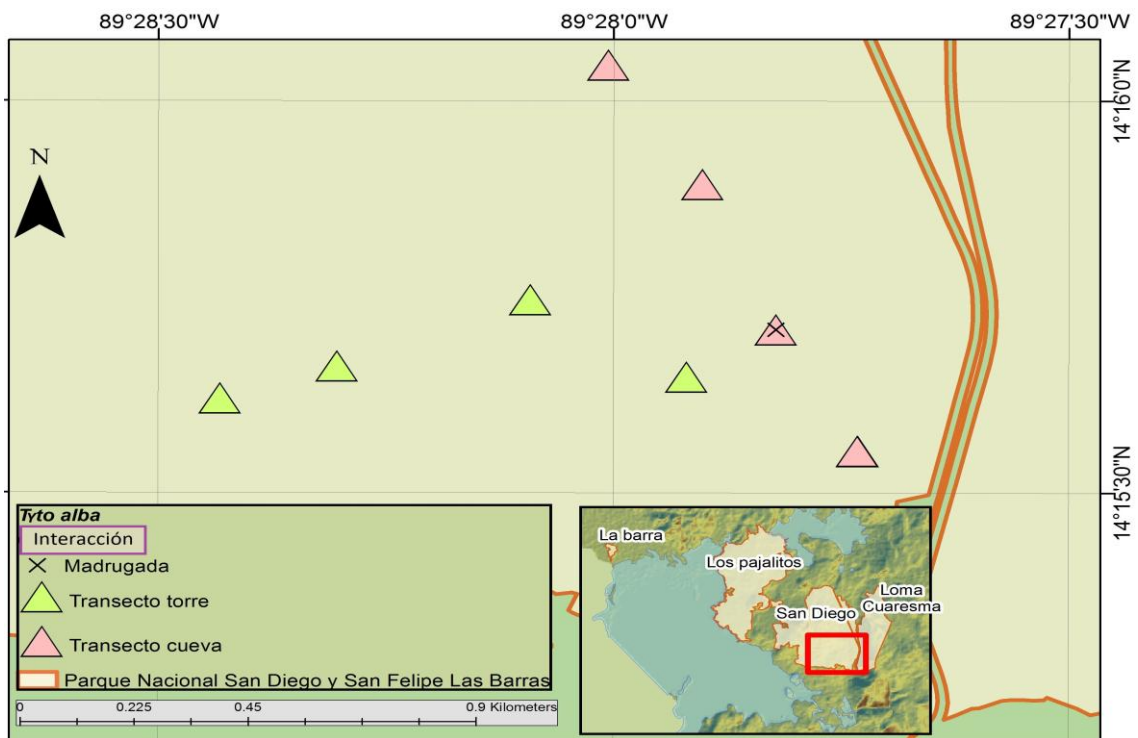 89°28'30"W
89°28'0"W
89°27'30"W
14°16'0"N
N
14°15'30"N
Tyto alba
Interacción
Madrugada
Transecto torre
Transecto cueva
Parque Nacional San Diego y San Felipe Las Barras
0 0.225 0.45 0.9 Kilometers
La barra
Los pajalitos
Loma
San Diego Cuaresma